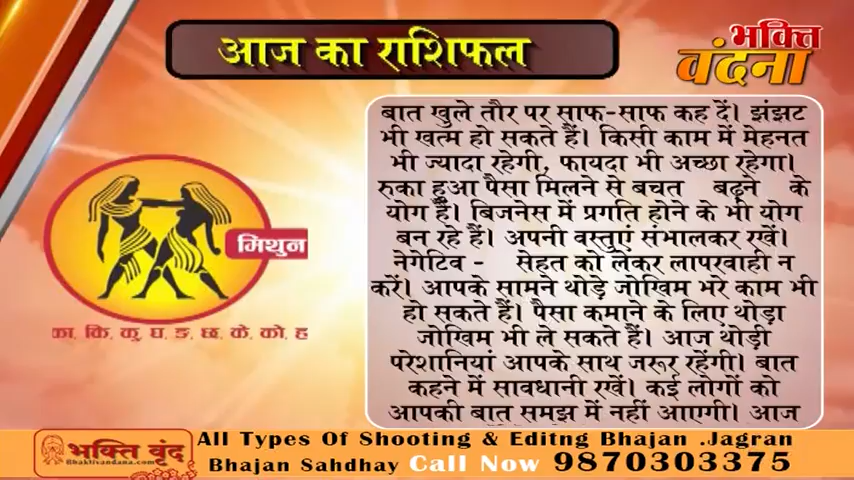 आज का राशिफल
भक्ति
वंदना
बात खुले तौर पर साफ-साफ कह दें। झंझट
भी खत्म हो सकते हैं। किसी काम में मेहनत
भी ज्यादा रहेगी, फायदा भी अच्छा रहेगा।
रुका हुआ पैसा मिलने से बचत बढ़ने के
योग हैं। बिजनेस में प्रगति होने के भी योग
बन रहे हैं। अपनी वस्तुएं संभालकर रखें।
नेगेटिव - सेहत को लेकर लापरवाही न
करें। आपके सामने थोड़े जोखिम भरे काम भी
हो सकते हैं। पैसा कमाने के लिए थोड़ा
जोखिम भी ले सकते हैं। आज थोड़ी
परेशानियां आपके साथ जरूर रहेंगी। बात
कहने में सावधानी रखें। कई लोगों को
आपकी बात समझ में नहीं आएगी। आज
मिथुन
का, कि, कु, घ, ङ, छ, के, को, ह
भक्ति वृंद
Bhaktivandana.com
All Types Of Shooting & Editng Bhajan .Jagran
Bhajan Sahdhay Call Now 9870303375